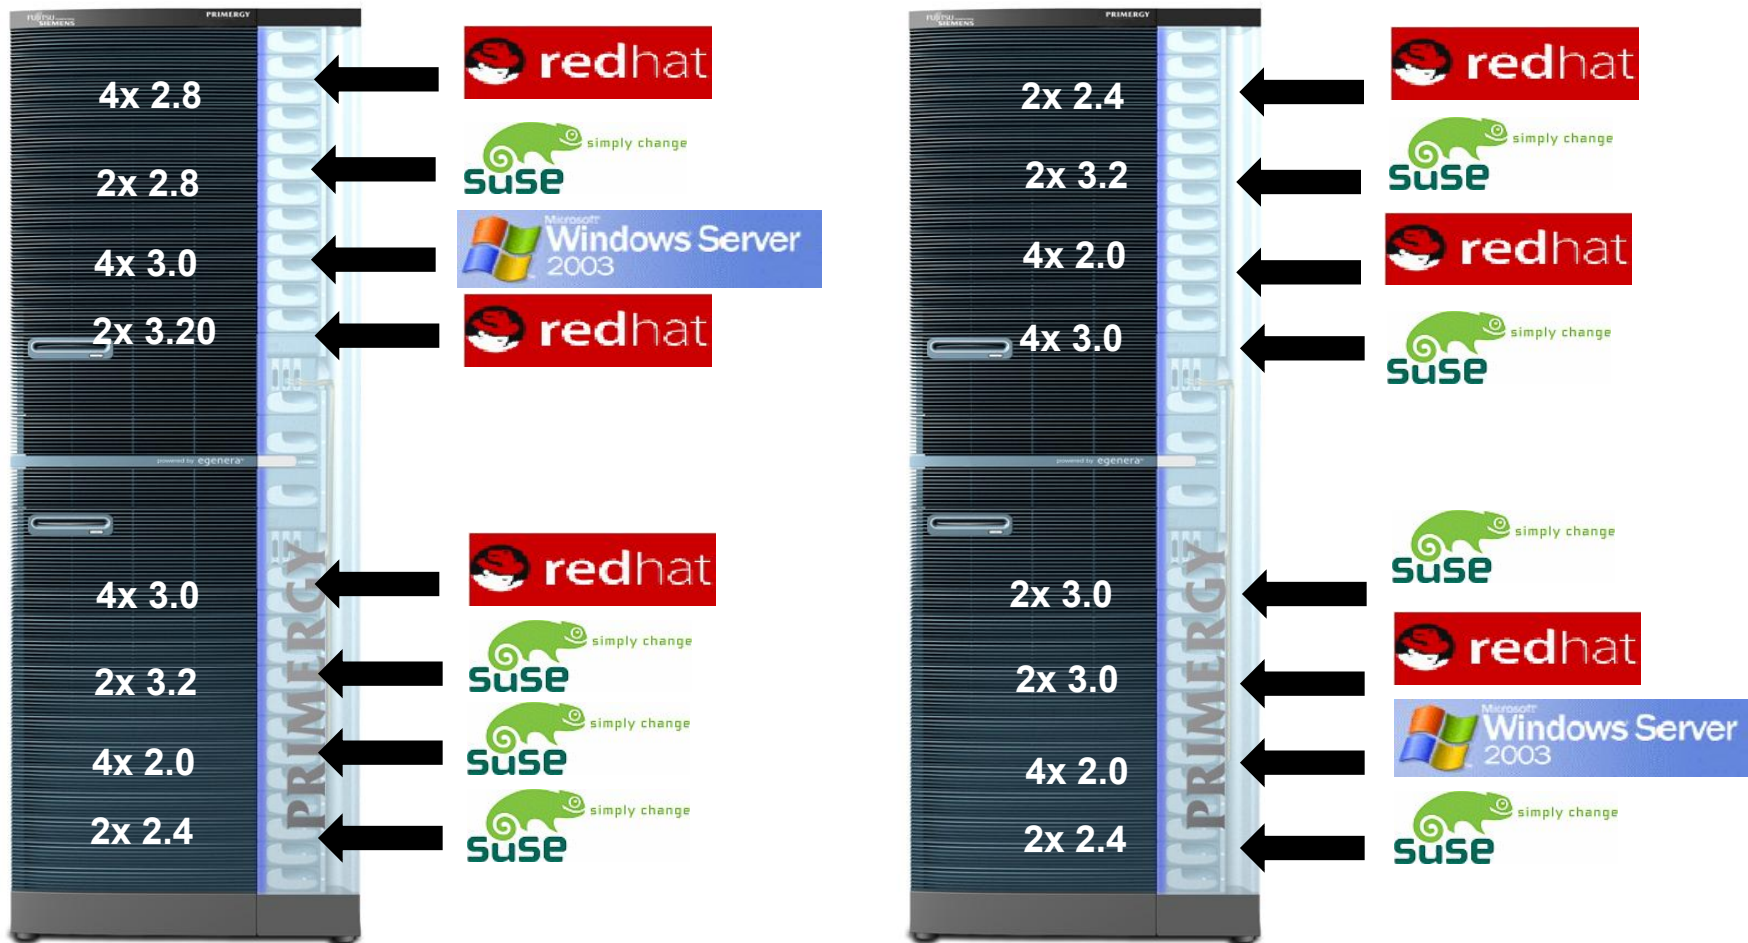 FUJITSU
SIEMENS
PRIMERGY
4x 2.8
redhat
2x 2.8
simply change
suse
4x 3.0
Microsoft
Windows Server
2003
2x 3.20
redhat
powered by egenera
4x 3.0
redhat
2x 3.2
simply change
suse
4x 2.0
simply change
suse
2x 2.4
simply change
suse
PRIMERGY
FUJITSU
SIEMENS
PRIMERGY
2x 2.4
redhat
2x 3.2
simply change
suse
4x 2.0
redhat
4x 3.0
simply change
suse
powered by egenera
2x 3.0
simply change
suse
2x 3.0
redhat
4x 2.0
Microsoft
Windows Server
2003
2x 2.4
simply change
suse
PRIMERGY